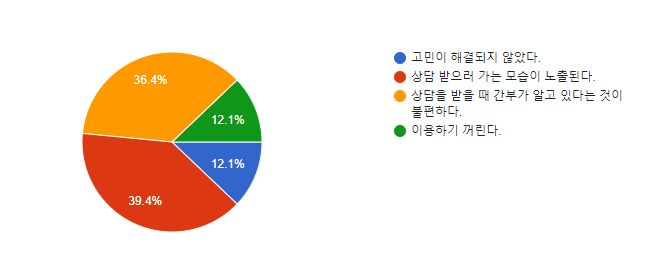 36.4%
12.1%
12.1%
39.4%
고민이 해결되지 않았다.
상담 받으러 가는 모습이 노출된다.
상담을 받을 때 간부가 알고 있다는 것이
불편하다.
이용하기 꺼린다.